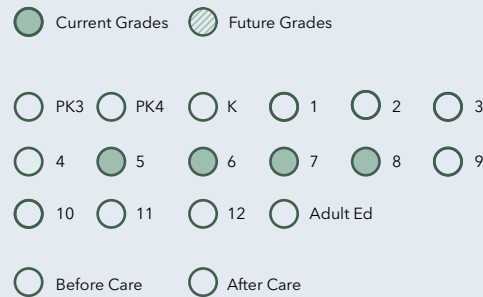 Current Grades Future Grades
PK3 PK4 K 1 2 3
4 5 6 7 8 9
10 11 12 Adult Ed
Before Care After Care